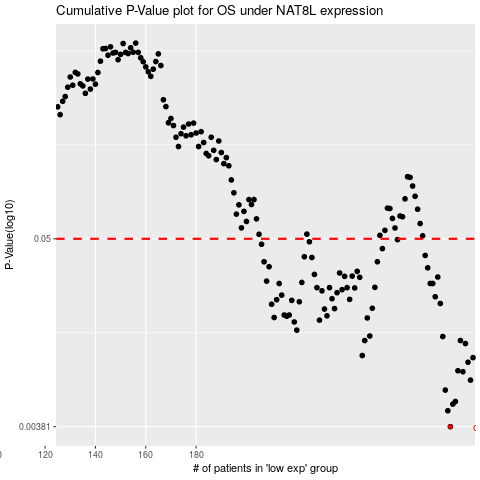 Cumulative P-Value plot for OS under NAT8L expression
P-Value(log10)
0.05
0.00381
120 140 160 180
# of patients in 'low exp' group